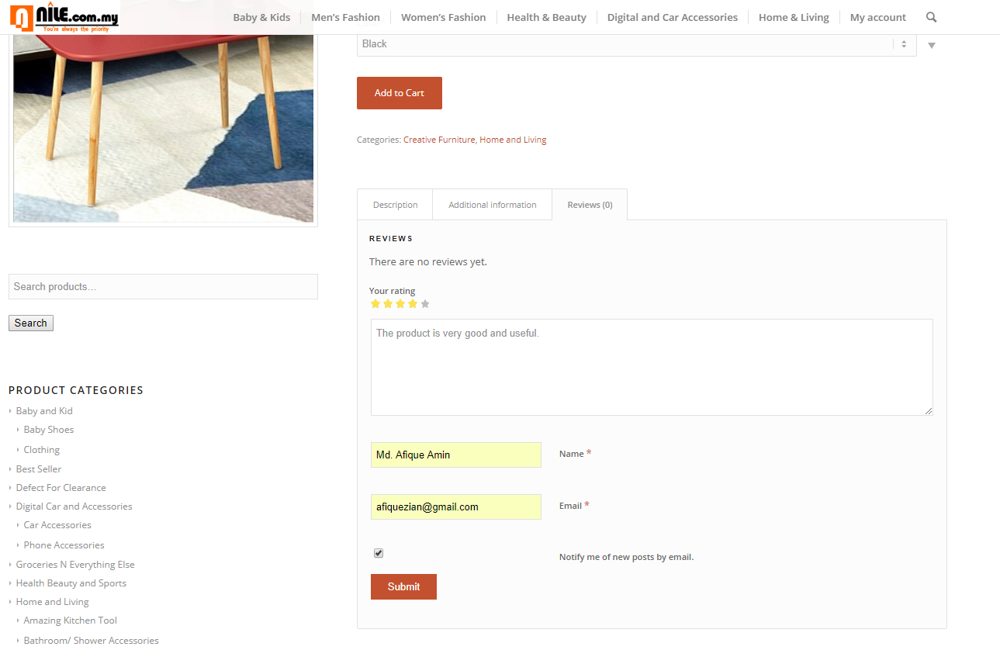 NILE.com.my
You're always the priority
Baby & Kids
Men's Fashion
Women's Fashion
Health & Beauty
Digital and Car Accessories
Home & Living
My account
Black
Add to Cart
Categories: Creative Furniture, Home and Living
Description
Additional information
Reviews (0)
REVIEWS
There are no reviews yet.
Your rating
The product is very good and useful.
Md. Afique Amin
Name *
afiquezian@gmail.com
Email *
Notify me of new posts by email.
Submit
Search products…
Search
PRODUCT CATEGORIES
Baby and Kid
Baby Shoes
Clothing
Best Seller
Defect For Clearance
Digital Car and Accessories
Car Accessories
Phone Accessories
Groceries N Everything Else
Health Beauty and Sports
Home and Living
Amazing Kitchen Tool
Bathroom/ Shower Accessories